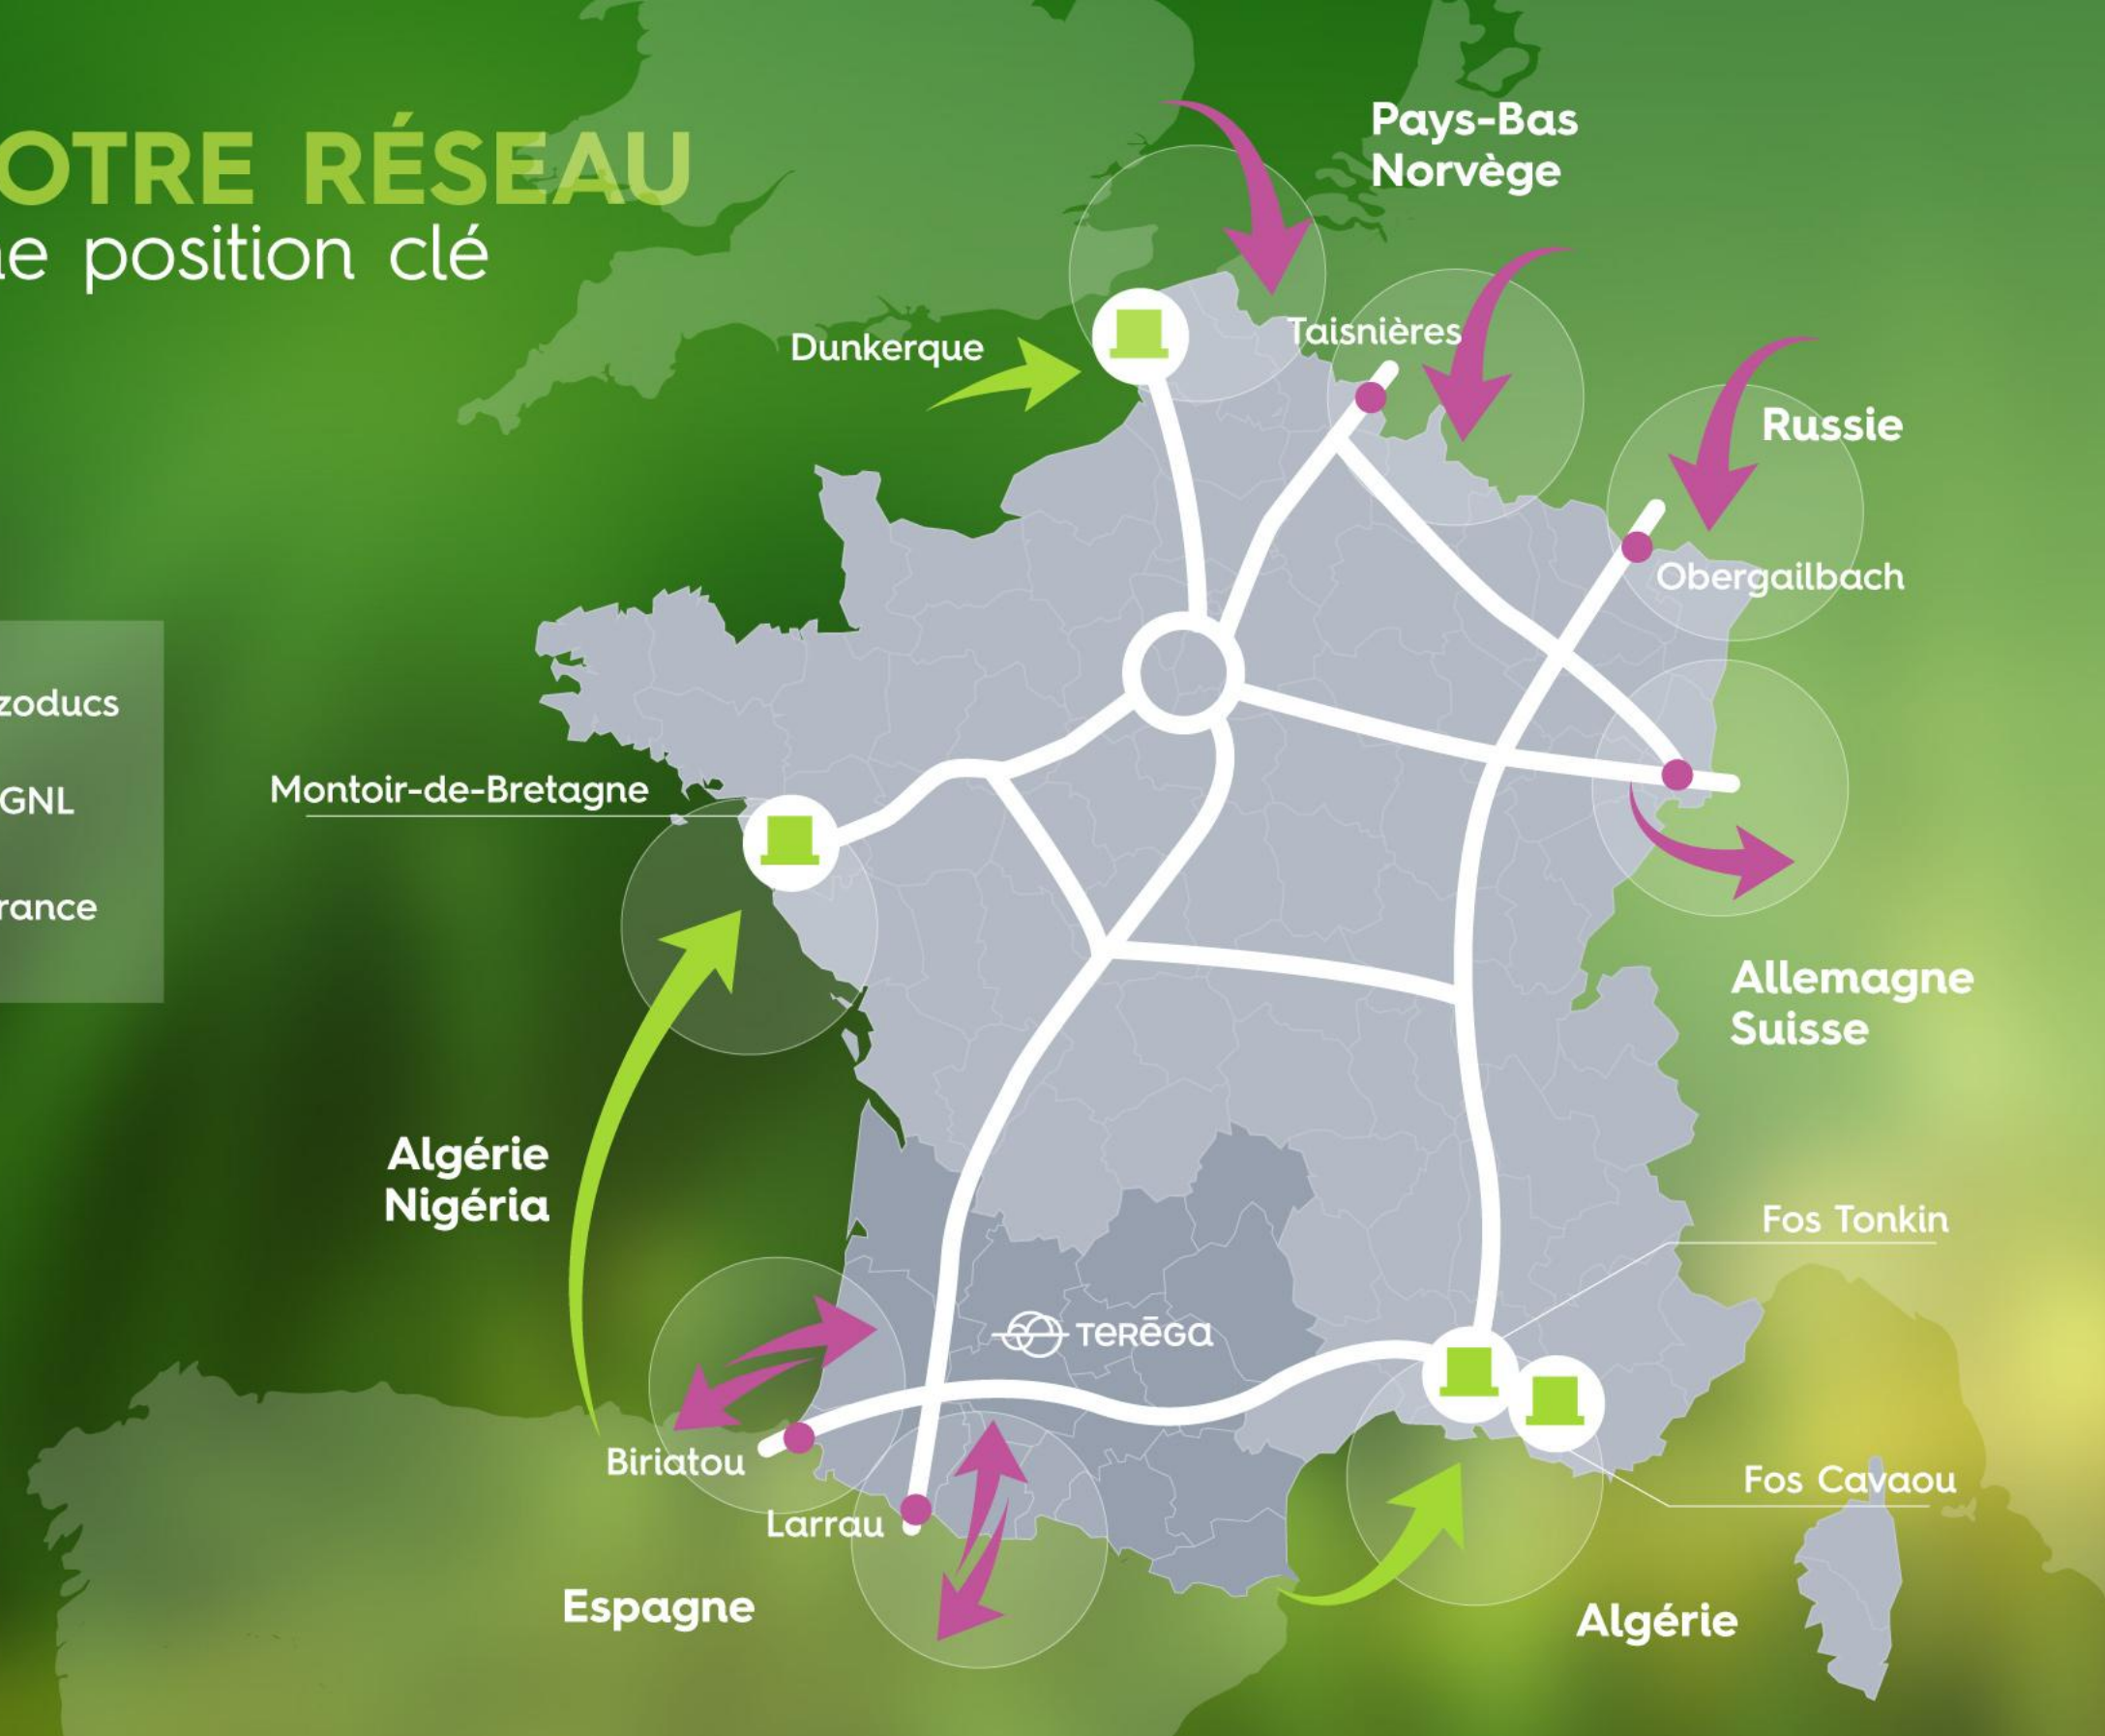 OTRE RÉSEAU
ne position clé
Pays-Bas
Norvège
Dunkerque
Taisnières
Russie
Obergailbach
zoducs
GNL
rance
Montoir-de-Bretagne
Allemagne
Suisse
Algérie
Nigéria
Fos Tonkin
TERĒGA
Biriatou
Fos Cavaou
Larrau
Espagne
Algérie